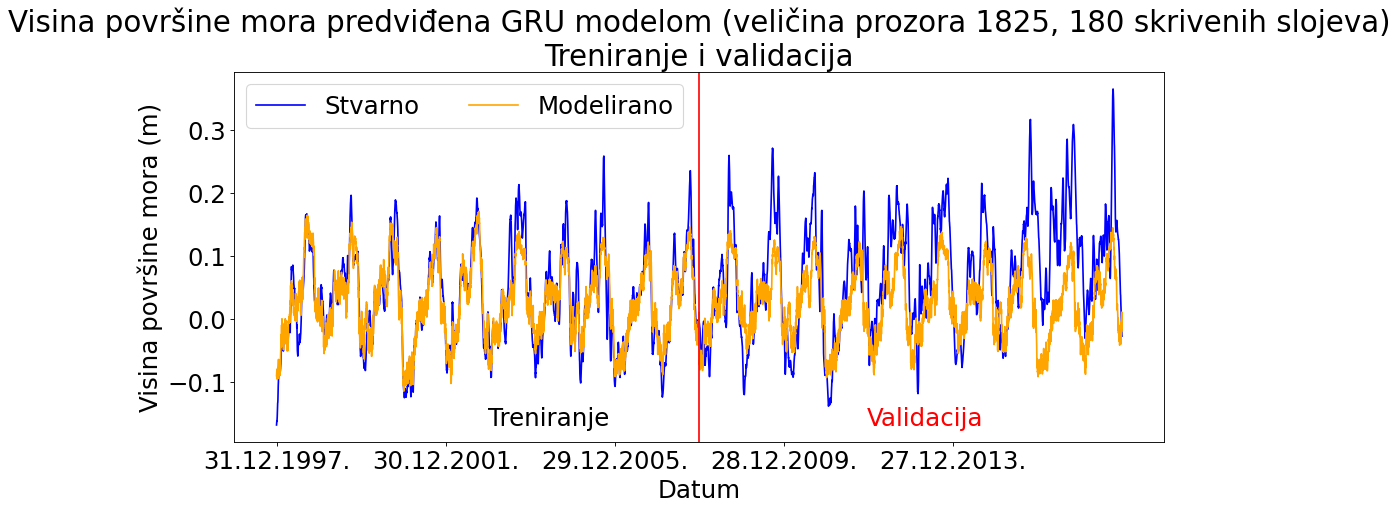 Visina površine mora predviđena GRU modelom (veličina prozora 1825, 180 skrivenih slojeva)
Treniranje i validacija
Stvarno
Modelirano
Visina površine mora (m)
0.3
0.2
0.1
0.0
−0.1
Treniranje
Validacija
31.12.1997.
30.12.2001.
29.12.2005.
28.12.2009.
27.12.2013.
Datum